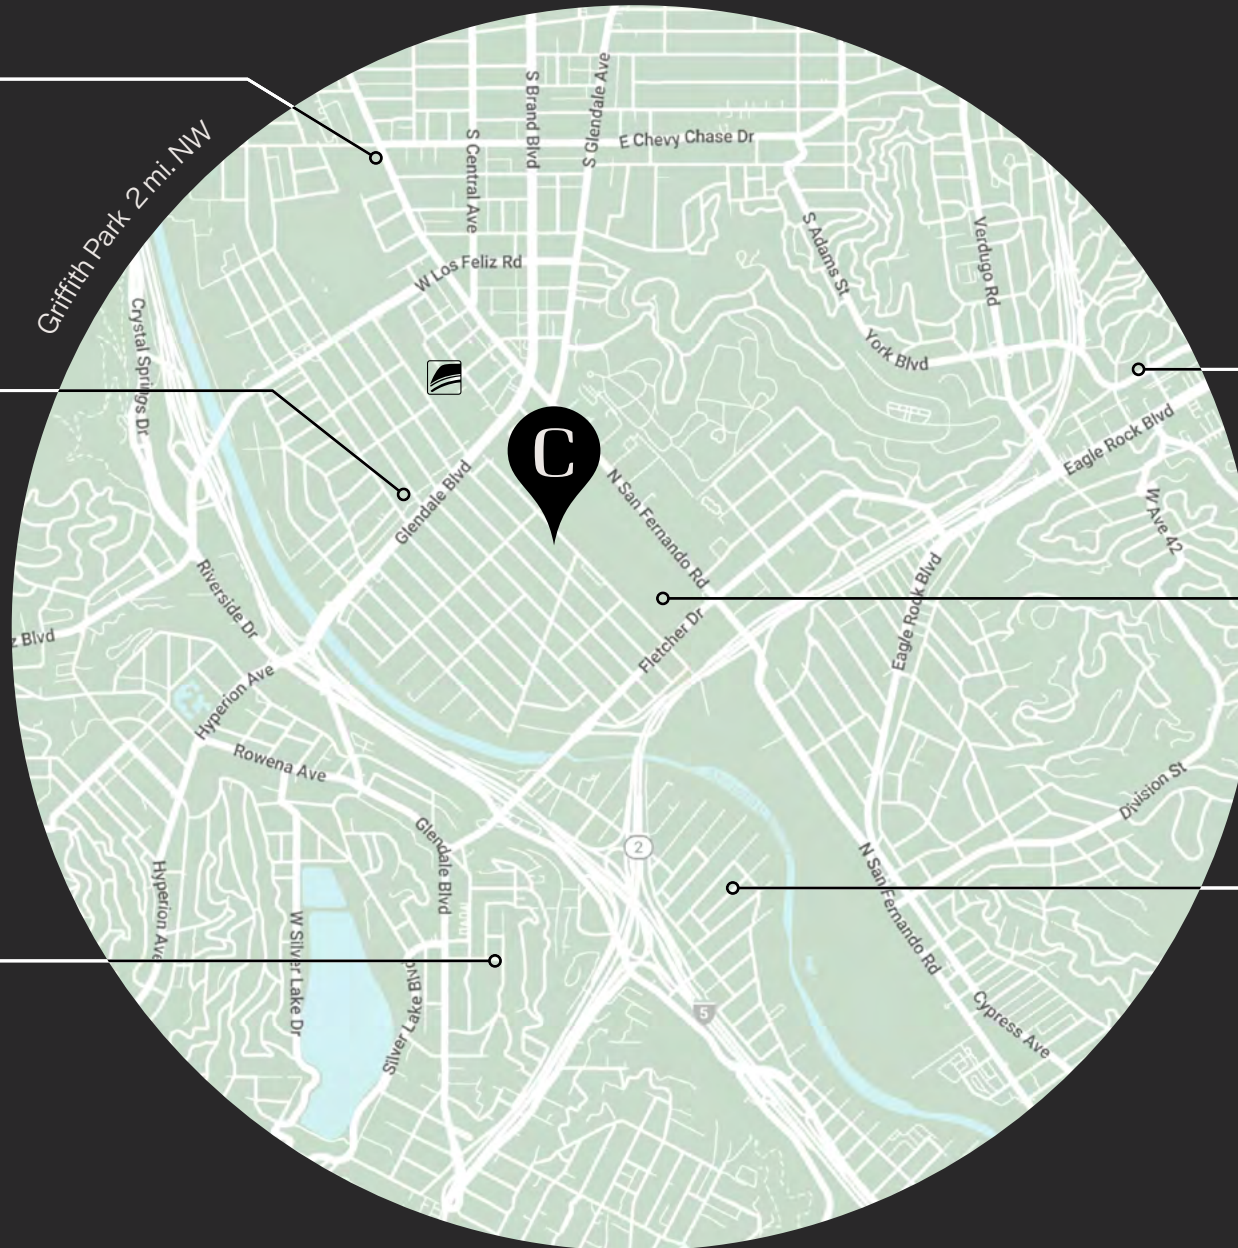 Griffith Park 2 mi. NW
S Central Ave
S Brand Blvd
S Glendale Ave
E Chevy Chase Dr
W Los Feliz Rd
S Adams St
Verdugo Rd
York Blvd
Crystal Springs Dr
C
Glendale Blvd
N San Fernando Rd
Eagle Rock Blvd
W Ave 42
Riverside Dr
z Blvd
Hyperion Ave
Fletcher Dr
Eagle Rock Blvd
Rowena Ave
Glendale Blvd
2
Division St
N San Fernando Rd
Hyperion Ave
W Silver Lake Dr
Silver Lake Blvd
5
Cypress Ave